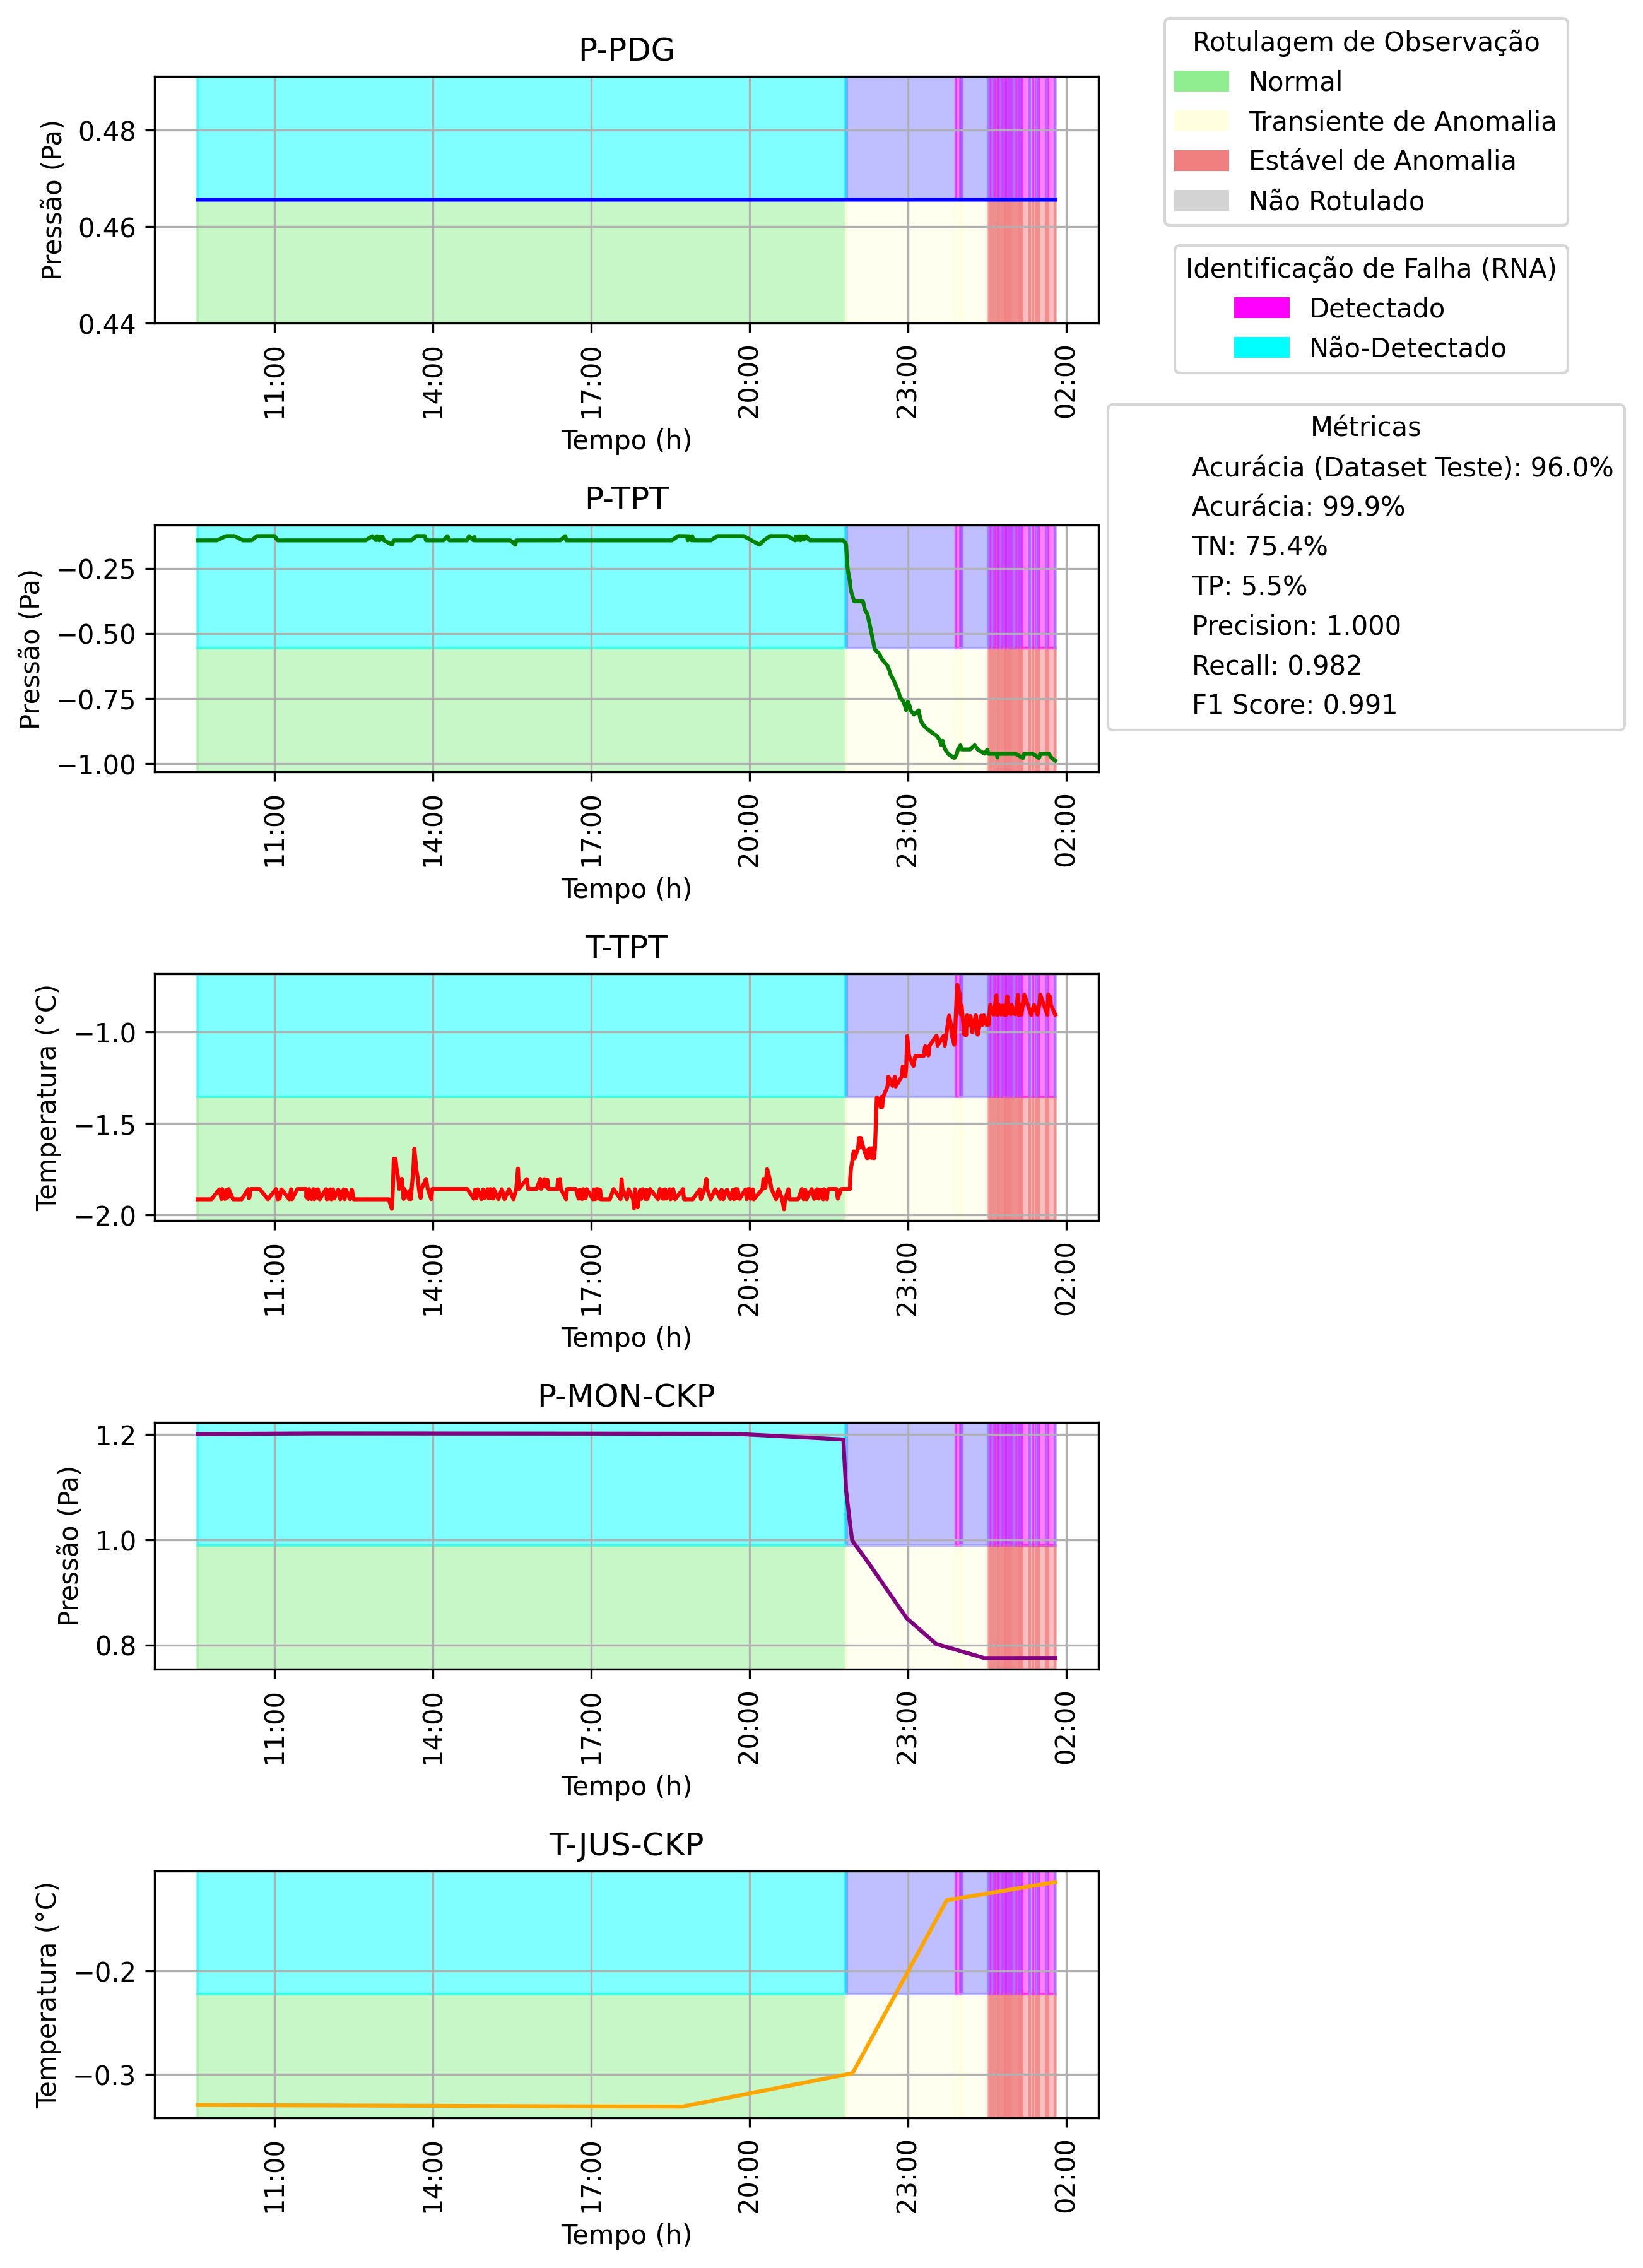 P-PDG
Pressão (Pa)
0.48
0.46
0.44
11:00
14:00
17:00
20:00
23:00
02:00
Tempo (h)
Rotulagem de Observação
Normal
Transiente de Anomalia
Estável de Anomalia
Não Rotulado
Identificação de Falha (RNA)
Detectado
Não-Detectado
Métricas
Acurácia (Dataset Teste): 96.0%
Acurácia: 99.9%
TN: 75.4%
TP: 5.5%
Precision: 1.000
Recall: 0.982
F1 Score: 0.991
P-TPT
Pressão (Pa)
−0.25
−0.50
−0.75
−1.00
11:00
14:00
17:00
20:00
23:00
02:00
Tempo (h)
T-TPT
Temperatura (°C)
−1.0
−1.5
−2.0
11:00
14:00
17:00
20:00
23:00
02:00
Tempo (h)
P-MON-CKP
Pressão (Pa)
1.2
1.0
0.8
11:00
14:00
17:00
20:00
23:00
02:00
Tempo (h)
T-JUS-CKP
Temperatura (°C)
−0.2
−0.3
11:00
14:00
17:00
20:00
23:00
02:00
Tempo (h)